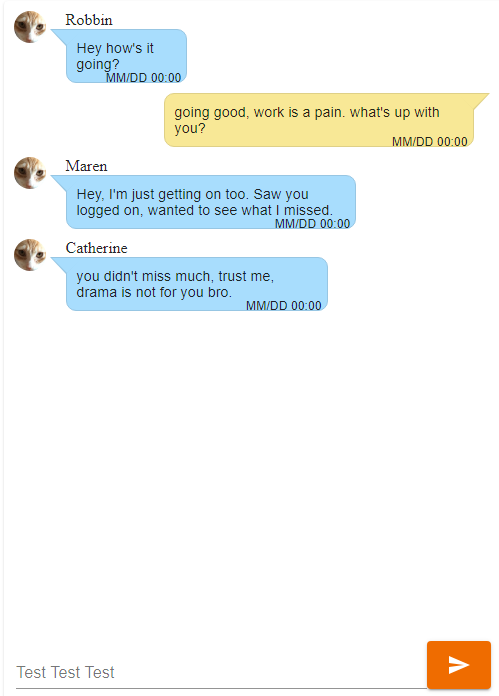 Robbin
Hey how's it
going?
MM/DD 00:00
going good, work is a pain. what's up with
you?
MM/DD 00:00
Maren
Hey, I'm just getting on too. Saw you
logged on, wanted to see what I missed.
MM/DD 00:00
Catherine
you didn't miss much, trust me,
drama is not for you bro.
MM/DD 00:00
Test Test Test